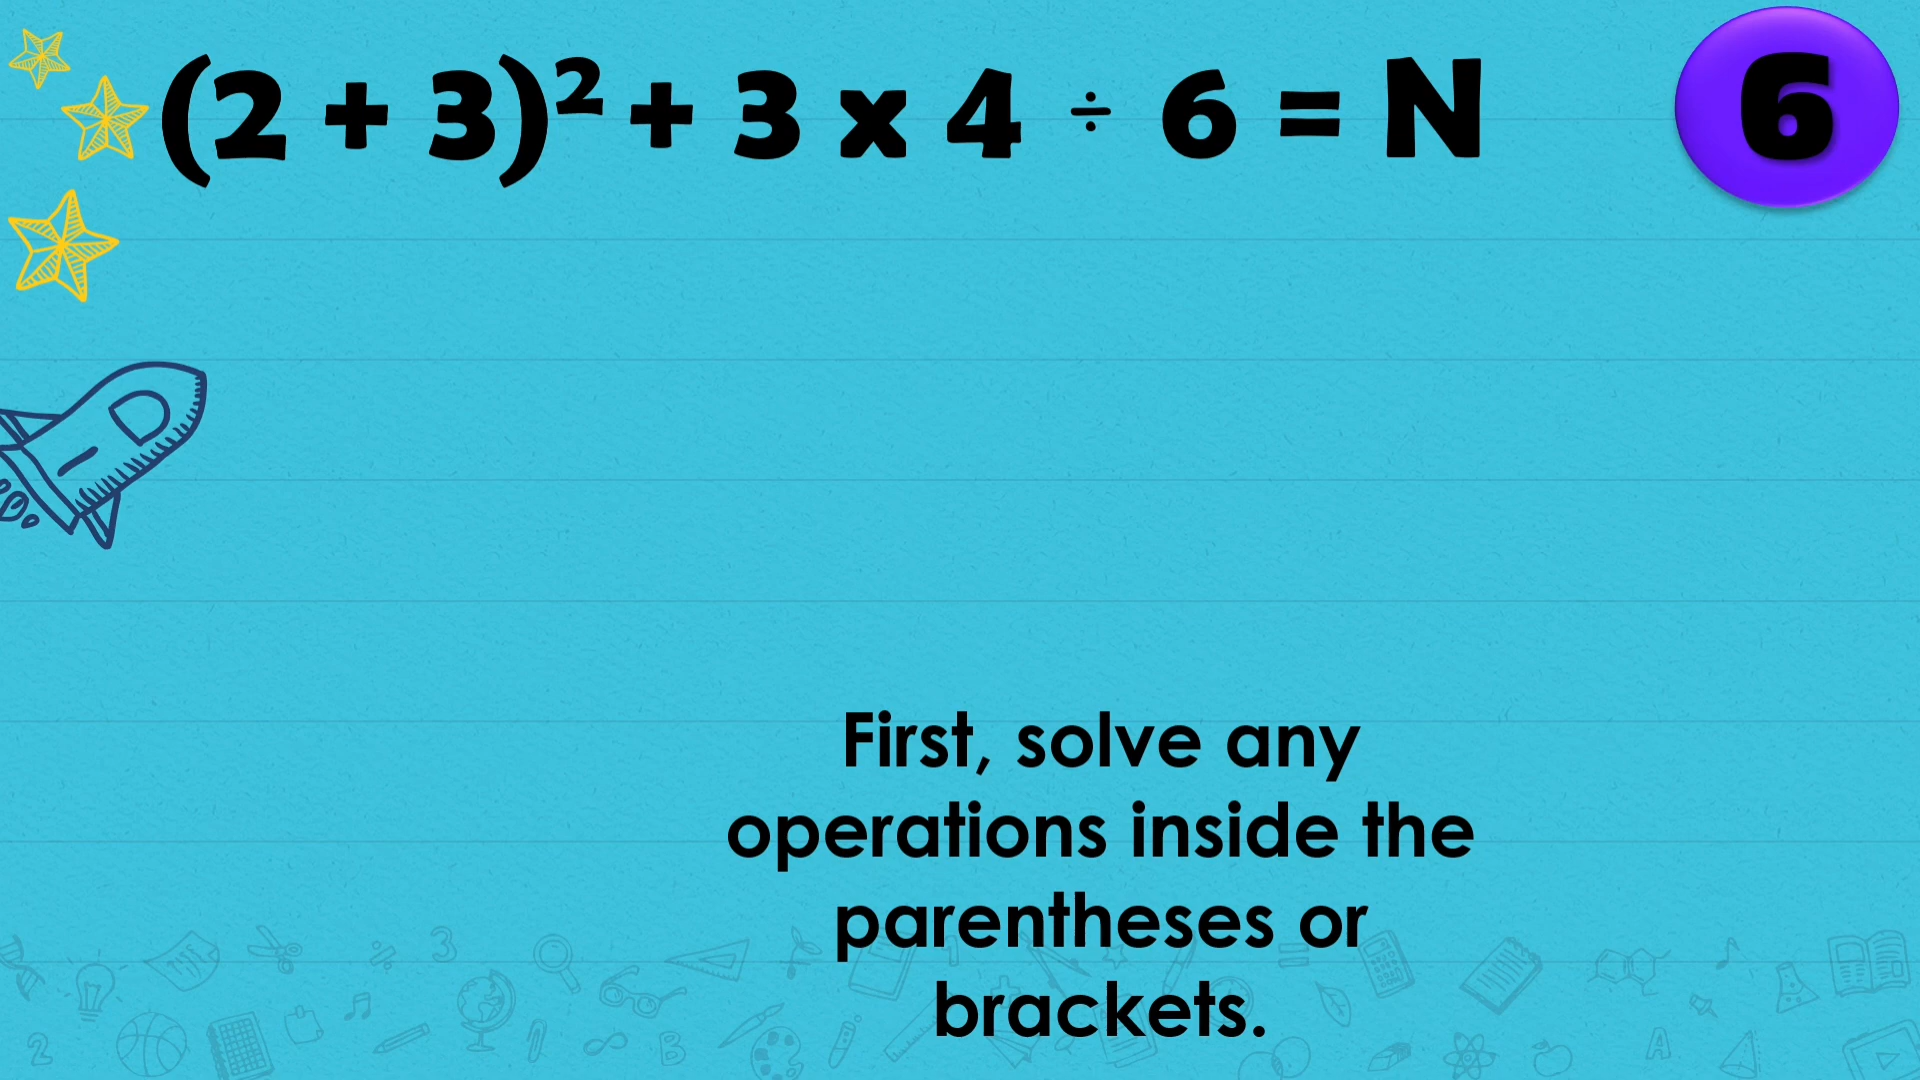 (2 + 3)² + 3 x 4 ÷ 6 = N
6
First, solve any
operations inside the
parentheses or
brackets.